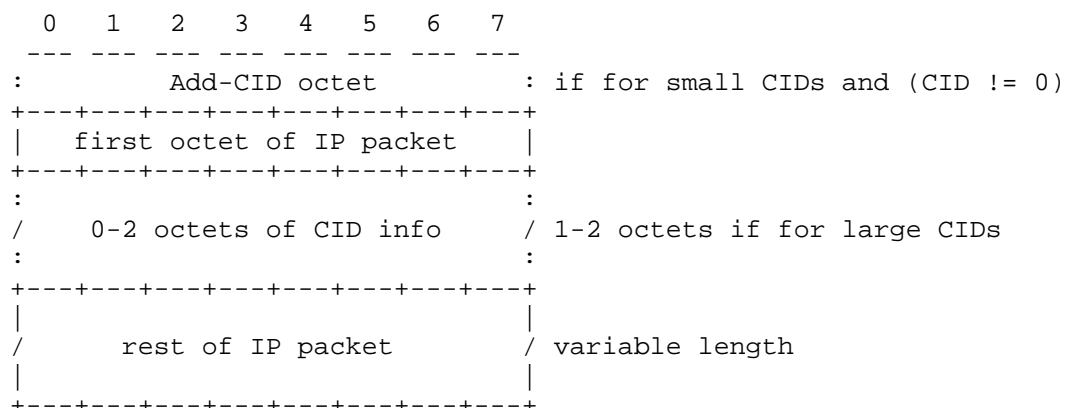 0   1   2   3   4   5   6   7
 --- --- --- --- --- --- --- ---
:         Add-CID octet         : if for small CIDs and (CID != 0)
+---+---+---+---+---+---+---+---+
|   first octet of IP packet    |
+---+---+---+---+---+---+---+---+
:                               :
/    0-2 octets of CID info     / 1-2 octets if for large CIDs
:                               :
+---+---+---+---+---+---+---+---+
|                               |
/      rest of IP packet        / variable length
|                               |
+---+---+---+---+---+---+---+---+